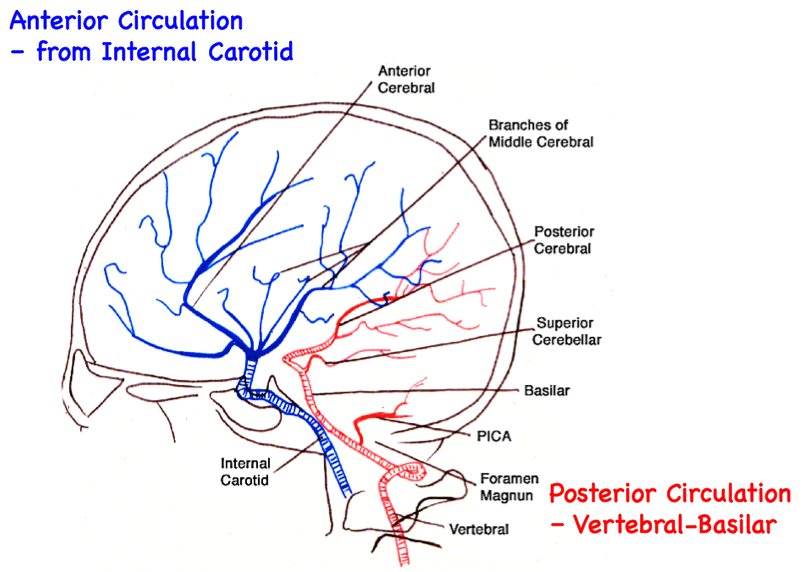 Anterior Circulation
– from Internal Carotid
Anterior
Cerebral
Branches of
Middle Cerebral
Posterior
Cerebral
Superior
Cerebellar
Basilar
PICA
Internal
Carotid
Foramen
Magnun
Posterior Circulation
– Vertebral-Basilar
Vertebral